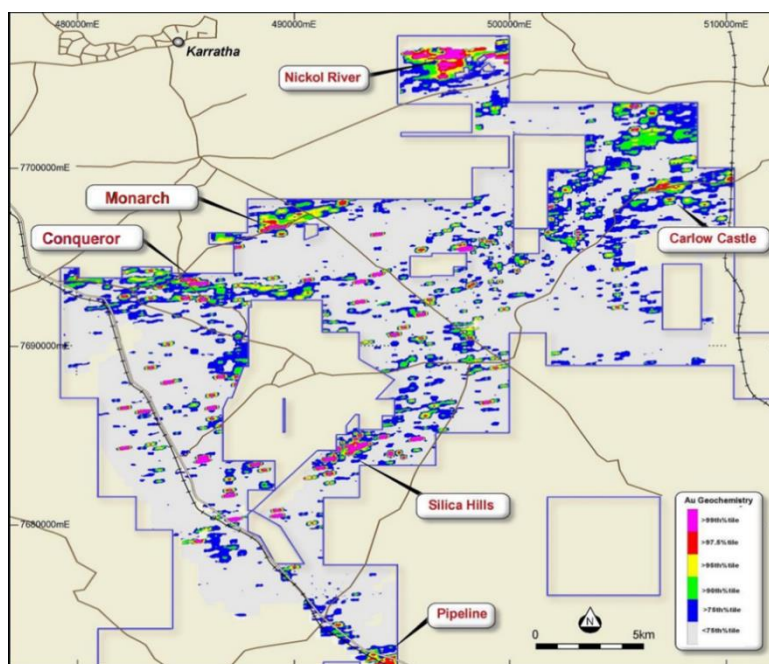 480000mE
490000mE
500000mE
510000mE
Karratha
Nickol River
7700000mE
Monarch
Conqueror
Carlow Castle
7690000mE
Silica Hills
7680000mE
Pipeline
0
5km
Au Geochemistry
>99th%tile
>97.5%tile
>95th%tile
>90th%tile
>75th%tile
<75th%tile